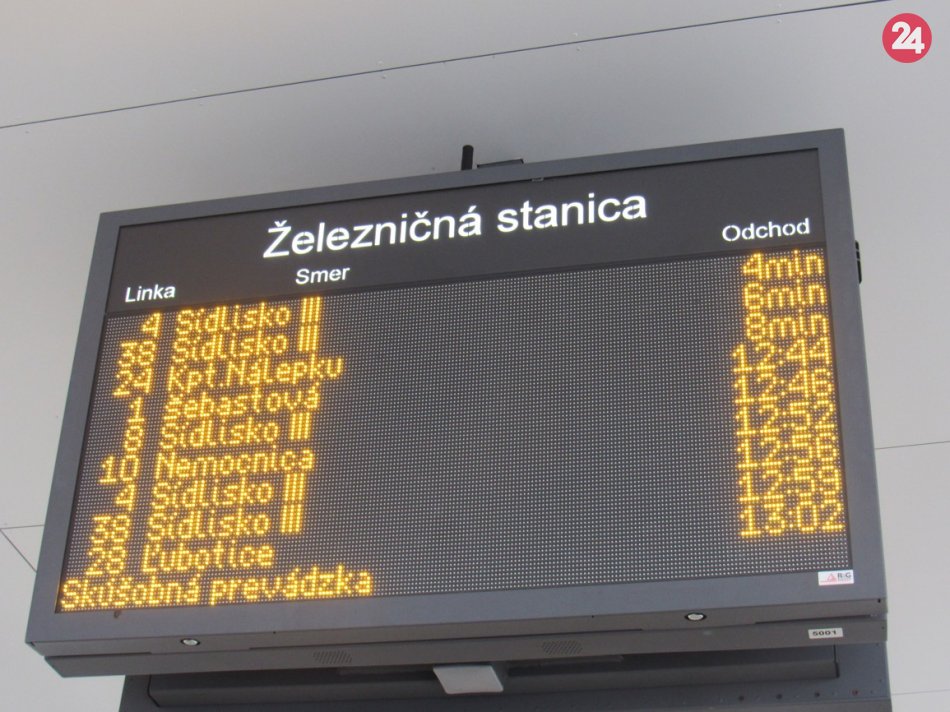 24
Železničná stanica
Linka Smer Odchod
4 Sídlisko III 4min
38 Sídlisko III 6min
24 Kpt.Nálepku 8min
1 Šebastová 12:44
8 Sídlisko III 12:46
10 Nemocnica 12:52
4 Sídlisko III 12:56
38 Sídlisko III 12:59
28 Ľubotice 13:02
Skúšobná prevádzka
R&G
5001